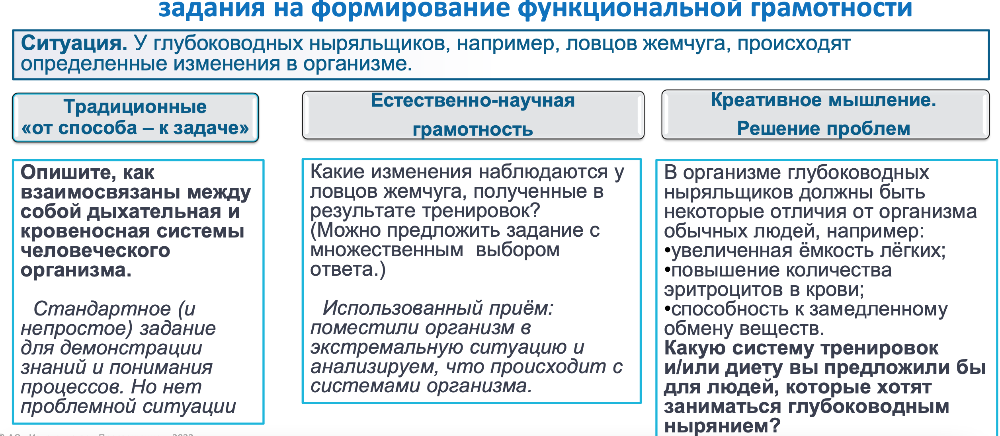 задания на формирование функциональной грамотности
Ситуация. У глубоководных ныряльщиков, например, ловцов жемчуга, происходят
определенные изменения в организме.
Традиционные
«от способа – к задаче»
Опишите, как
взаимосвязаны между
собой дыхательная и
кровеносная системы
человеческого
организма.
Стандартное (и
непростое) задание
для демонстрации
знаний и понимания
процессов. Но нет
проблемной ситуации
Естественно-научная
грамотность
Какие изменения наблюдаются у
ловцов жемчуга, полученные в
результате тренировок?
(Можно предложить задание с
множественным  выбором
ответа.)
Использованный приём:
поместили организм в
экстремальную ситуацию и
анализируем, что происходит с
системами организма.
Креативное мышление.
Решение проблем
В организме глубоководных
ныряльщиков должны быть
некоторые отличия от организма
обычных людей, например:
•увеличенная ёмкость лёгких;
•повышение количества
эритроцитов в крови;
•способность к замедленному
обмену веществ.
Какую систему тренировок
и/или диету вы предложили бы
для людей, которые хотят
заниматься глубоководным
нырянием?